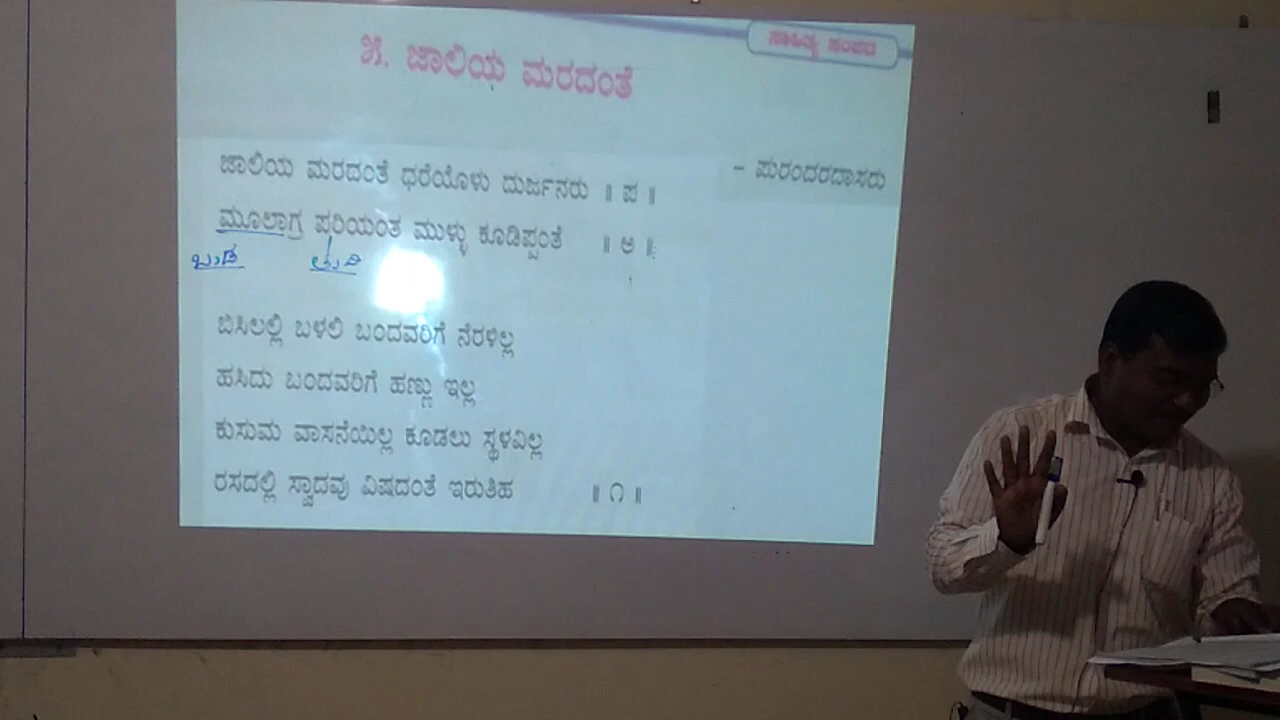 ಸಾಹಿತ್ಯ ಸಂಪದ
೫. ಜಾಲಿಯ ಮರದಂತೆ
- ಪುರಂದರದಾಸರು
ಜಾಲಿಯ ಮರದಂತೆ ಧರೆಯೊಳು ದುರ್ಜನರು ॥ ಪ ॥
ಮೂಲಾಗ್ರ ಪರಿಯಂತ ಮುಳ್ಳು ಕೂಡಿಪ್ಪಂತೆ ॥ ಅ ॥
ಬುಡ ತುದಿ
ಬಿಸಿಲಲ್ಲಿ ಬಳಲಿ ಬಂದವರಿಗೆ ನೆರಳಿಲ್ಲ
ಹಸಿದು ಬಂದವರಿಗೆ ಹಣ್ಣು ಇಲ್ಲ
ಕುಸುಮ ವಾಸನೆಯಿಲ್ಲ ಕೂಡಲು ಸ್ಥಳವಿಲ್ಲ
ರಸದಲ್ಲಿ ಸ್ವಾದವು ವಿಷದಂತೆ ಇರುತಿಹ ॥ ೧ ॥